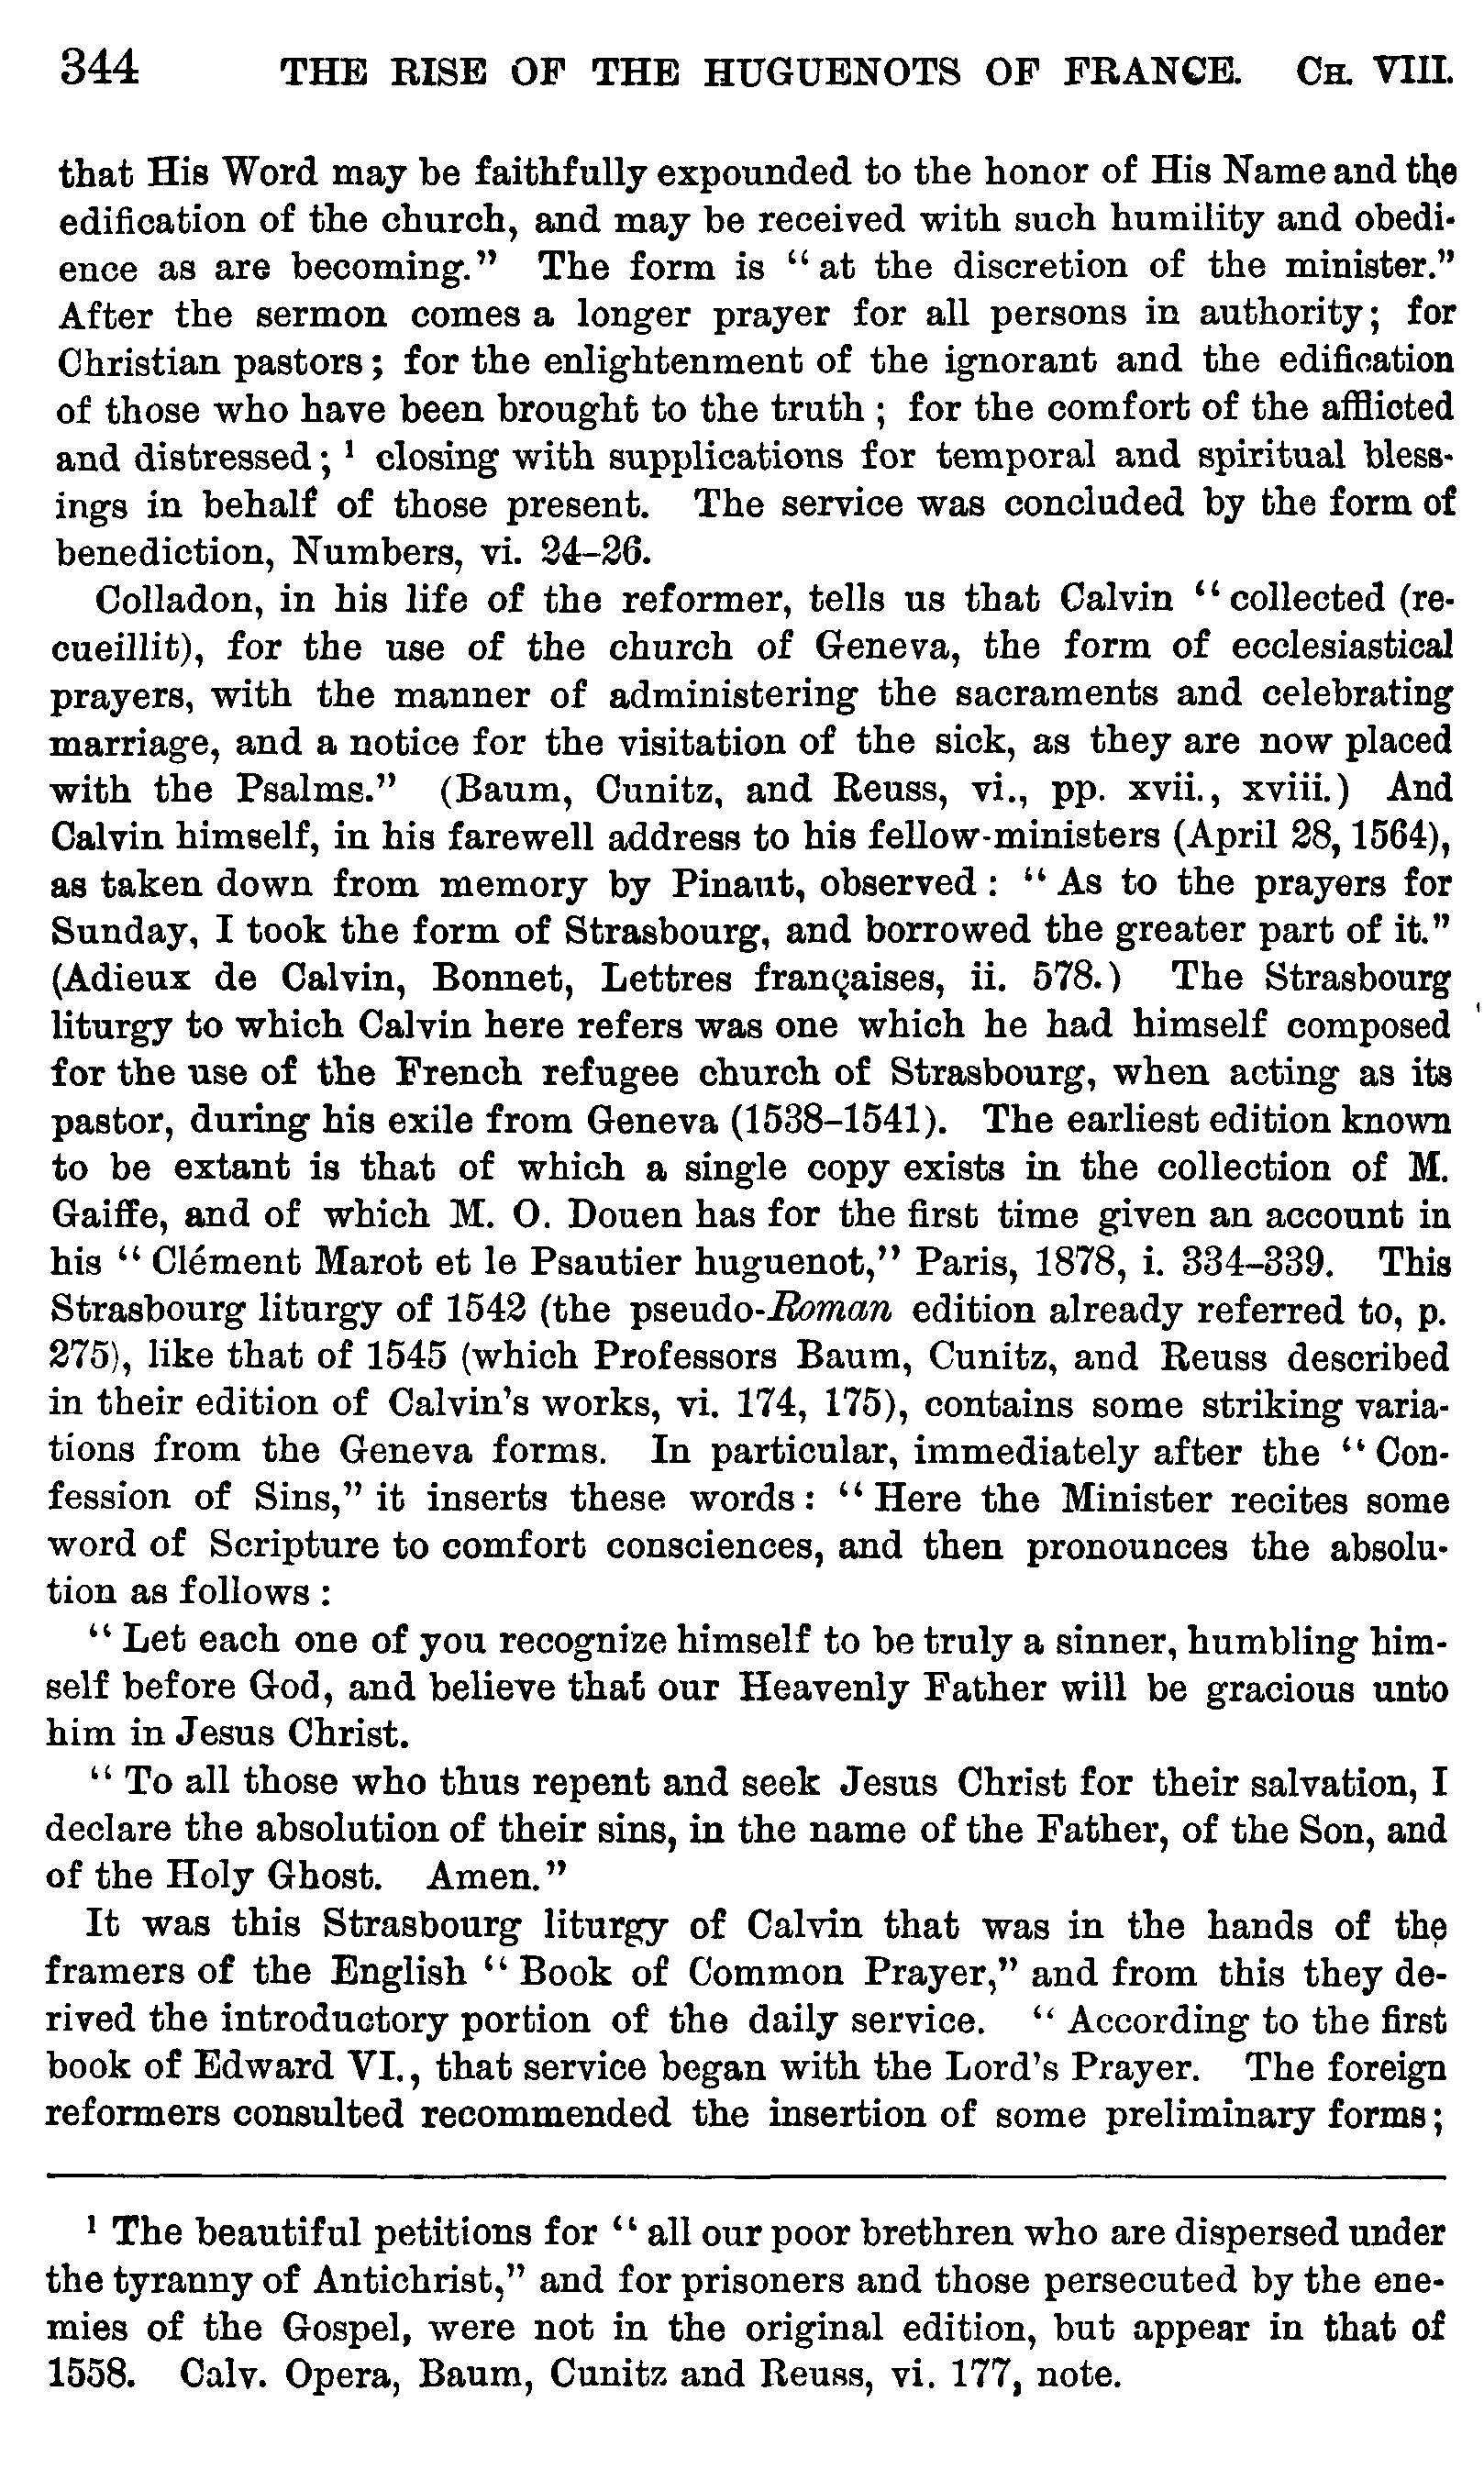 344 THE RISE OF THE HUGUENOTS OF FRANCE. CH. VIII.
that His Word may be faithfully expounded to the honor of His Name and the
edification of the church, and may be received with such humility and obedi-
ence as are becoming." The form is "at the discretion of the minister."
After the sermon comes a longer prayer for all persons in authority; for
Christian pastors; for the enlightenment of the ignorant and the edification
of those who have been brought to the truth; for the comfort of the afflicted
and distressed; ¹ closing with supplications for temporal and spiritual bless-
ings in behalf of those present. The service was concluded by the form of
benediction, Numbers, vi. 24–26.
Colladon, in his life of the reformer, tells us that Calvin "collected (re-
cueillit), for the use of the church of Geneva, the form of ecclesiastical
prayers, with the manner of administering the sacraments and celebrating
marriage, and a notice for the visitation of the sick, as they are now placed
with the Psalms." (Baum, Cunitz, and Reuss, vi., pp. xvii., xviii.) And
Calvin himself, in his farewell address to his fellow-ministers (April 28, 1564),
as taken down from memory by Pinaut, observed: "As to the prayers for
Sunday, I took the form of Strasbourg, and borrowed the greater part of it."
(Adieux de Calvin, Bonnet, Lettres françaises, ii. 578.) The Strasbourg
liturgy to which Calvin here refers was one which he had himself composed
for the use of the French refugee church of Strasbourg, when acting as its
pastor, during his exile from Geneva (1538–1541). The earliest edition known
to be extant is that of which a single copy exists in the collection of M.
Gaiffe, and of which M. O. Douen has for the first time given an account in
his "Clément Marot et le Psautier huguenot," Paris, 1878, i. 334–339. This
Strasbourg liturgy of 1542 (the pseudo-Roman edition already referred to, p.
275), like that of 1545 (which Professors Baum, Cunitz, and Reuss described
in their edition of Calvin's works, vi. 174, 175), contains some striking varia-
tions from the Geneva forms. In particular, immediately after the "Con-
fession of Sins," it inserts these words: "Here the Minister recites some
word of Scripture to comfort consciences, and then pronounces the absolu-
tion as follows:
"Let each one of you recognize himself to be truly a sinner, humbling him-
self before God, and believe that our Heavenly Father will be gracious unto
him in Jesus Christ.
"To all those who thus repent and seek Jesus Christ for their salvation, I
declare the absolution of their sins, in the name of the Father, of the Son, and
of the Holy Ghost. Amen."
It was this Strasbourg liturgy of Calvin that was in the hands of the
framers of the English "Book of Common Prayer," and from this they de-
rived the introductory portion of the daily service. "According to the first
book of Edward VI., that service began with the Lord's Prayer. The foreign
reformers consulted recommended the insertion of some preliminary forms;
¹ The beautiful petitions for "all our poor brethren who are dispersed under
the tyranny of Antichrist," and for prisoners and those persecuted by the ene-
mies of the Gospel, were not in the original edition, but appear in that of
1558. Calv. Opera, Baum, Cunitz and Reuss, vi. 177, note.